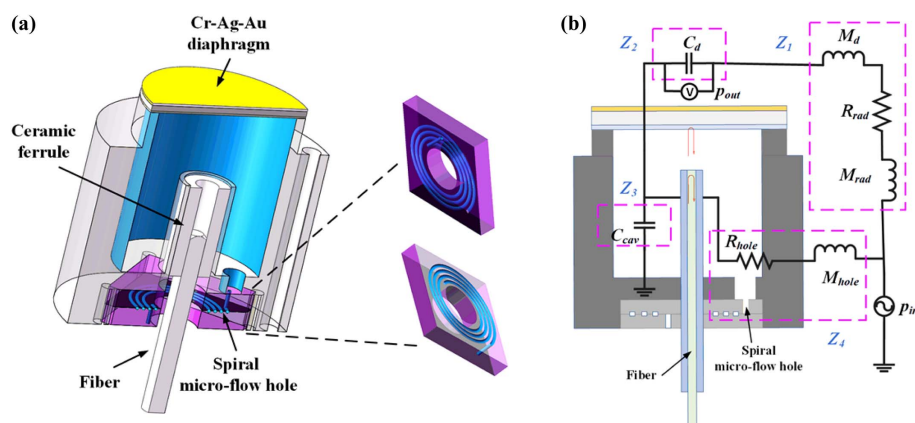 (a)
Cr-Ag-Au
diaphragm
Ceramic
ferrule
Fiber
Spiral
micro-flow hole
(b)
Z2
Cd
Z1
Md
V
pout
Rrad
Mrad
Z3
Ccav
Rhole
Mhole
pin
Z4
Fiber
Spiral
micro-flow hole